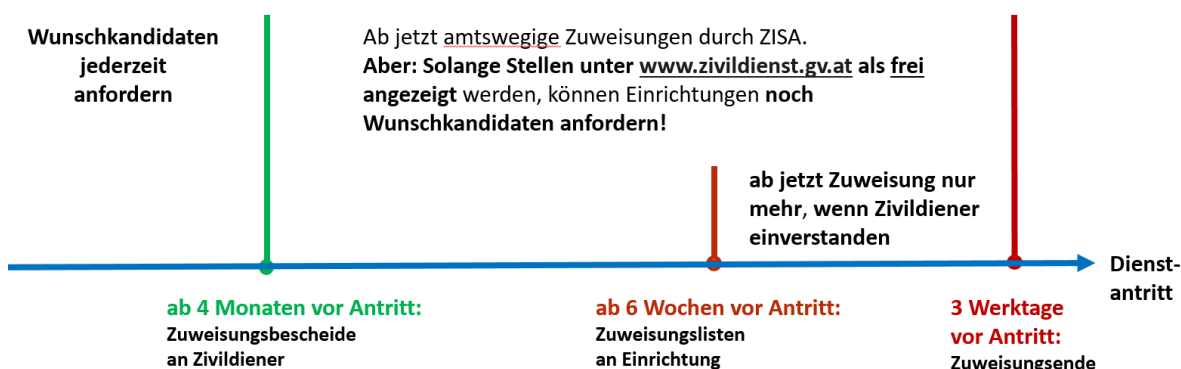 Wunschkandidaten
jederzeit
anfordern
Ab jetzt amtswegige Zuweisungen durch ZISA.
Aber: Solange Stellen unter www.zivildienst.gv.at als frei
angezeigt werden, können Einrichtungen noch
Wunschkandidaten anfordern!
ab jetzt Zuweisung nur
mehr, wenn Zivildiener
einverstanden
Dienst-
antritt
ab 4 Monaten vor Antritt:
Zuweisungsbescheide
an Zivildiener
ab 6 Wochen vor Antritt:
Zuweisungslisten
an Einrichtung
3 Werktage
vor Antritt:
Zuweisungsende